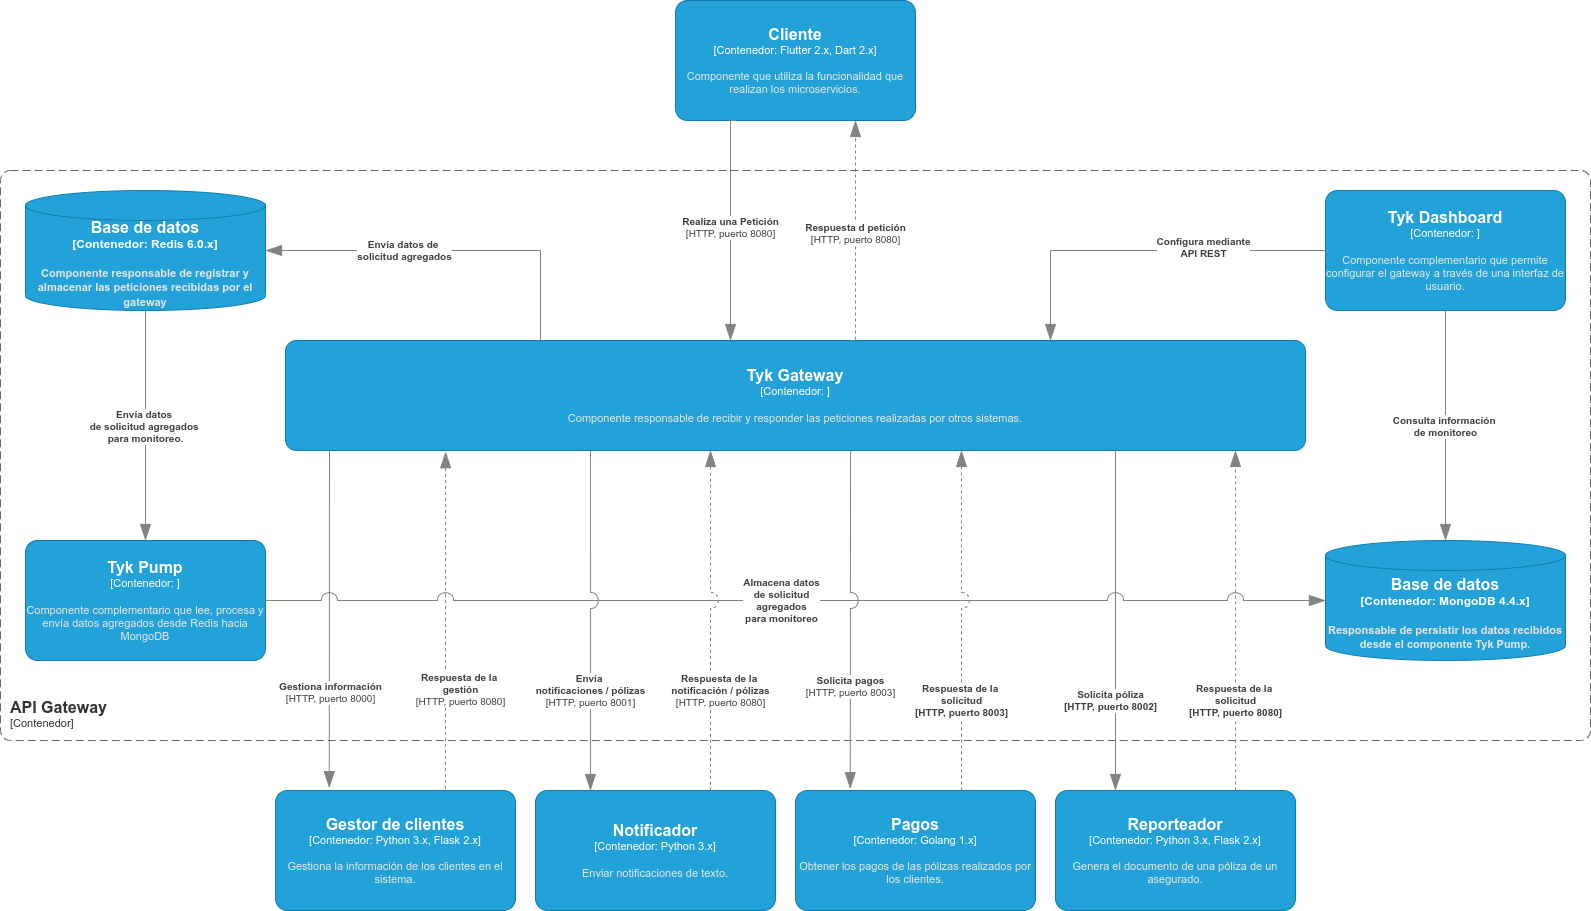 Cliente
[Contenedor: Flutter 2.x, Dart 2.x]
Componente que utiliza la funcionalidad que
realizan los microservicios.
Base de datos
[Contenedor: Redis 6.0.x]
Componente responsable de registrar y
almacenar las peticiones recibidas por el
gateway
Envía datos de
solicitud agregados
Realiza una Petición
[HTTP, puerto 8080]
Respuesta d petición
[HTTP, puerto 8080]
Configura mediante
API REST
Tyk Dashboard
[Contenedor: ]
Componente complementario que permite
configurar el gateway a través de una interfaz de
usuario.
Tyk Gateway
[Contenedor: ]
Componente responsable de recibir y responder las peticiones realizadas por otros sistemas.
Envía datos
de solicitud agregados
para monitoreo.
Consulta información
de monitoreo
Tyk Pump
[Contenedor: ]
Componente complementario que lee, procesa y
envía datos agregados desde Redis hacia
MongoDB
Almacena datos
de solicitud
agregados
para monitoreo
Base de datos
[Contenedor: MongoDB 4.4.x]
Responsable de persistir los datos recibidos
desde el componente Tyk Pump.
Gestiona información
[HTTP, puerto 8000]
Respuesta de la
gestión
[HTTP, puerto 8080]
Envía
notificaciones / pólizas
[HTTP, puerto 8001]
Respuesta de la
notificación / pólizas
[HTTP, puerto 8080]
Solicita pagos
[HTTP, puerto 8003]
Respuesta de la
solicitud
[HTTP, puerto 8003]
Solicita póliza
[HTTP, puerto 8002]
Respuesta de la
solicitud
[HTTP, puerto 8080]
API Gateway
[Contenedor]
Gestor de clientes
[Contenedor: Python 3.x, Flask 2.x]
Gestiona la información de los clientes en el
sistema.
Notificador
[Contenedor: Python 3.x]
Enviar notificaciones de texto.
Pagos
[Contenedor: Golang 1.x]
Obtener los pagos de las pólizas realizados por
los clientes.
Reporteador
[Contenedor: Python 3.x, Flask 2.x]
Genera el documento de una póliza de un
asegurado.